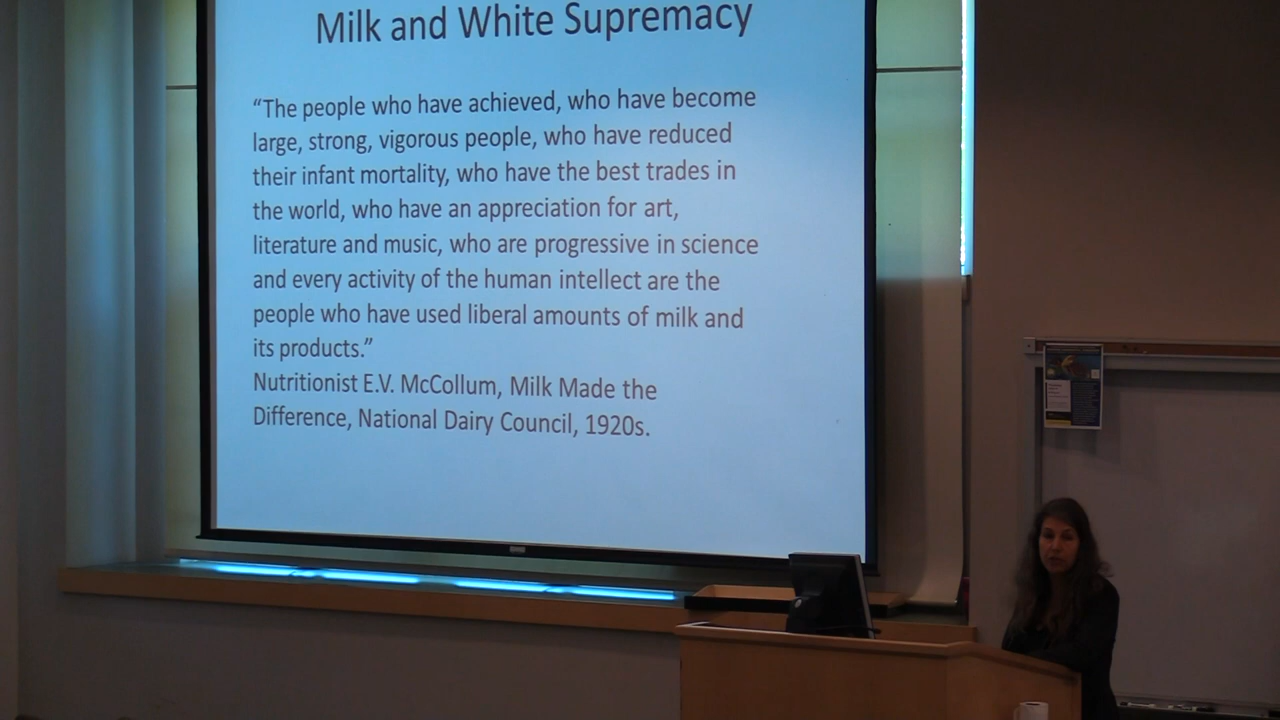 Milk and White Supremacy
“The people who have achieved, who have become
large, strong, vigorous people, who have reduced
their infant mortality, who have the best trades in
the world, who have an appreciation for art,
literature and music, who are progressive in science
and every activity of the human intellect are the
people who have used liberal amounts of milk and
its products.”
Nutritionist E.V. McCollum, Milk Made the
Difference, National Dairy Council, 1920s.